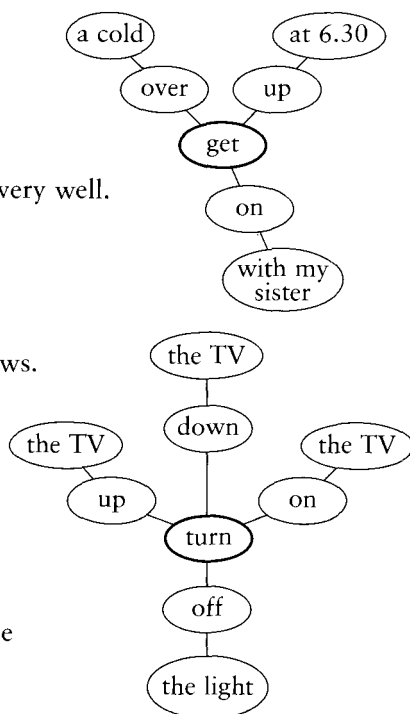 a cold
at 6.30
over
up
get
very well.
on
with my
sister
the TV
ws.
down
the TV
the TV
up
on
turn
off
e
the light